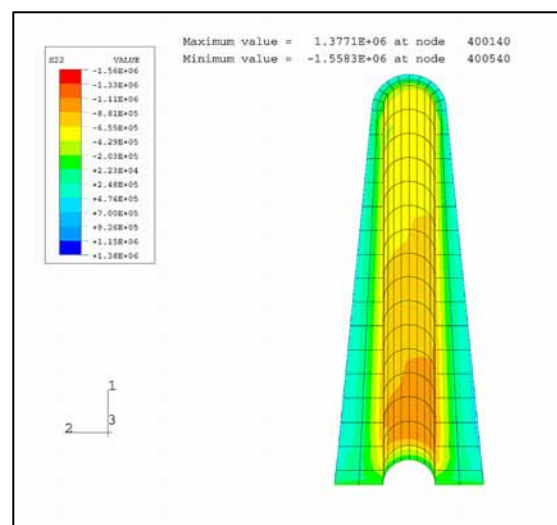 Maximum value = 1.3771E+06 at node 400140
Minimum value = -1.5583E+06 at node 400540
S22 VALUE
-1.56E+06
-1.33E+06
-1.11E+06
-8.81E+05
-6.55E+05
-4.29E+05
-2.03E+05
+2.23E+04
+2.48E+05
+4.74E+05
+7.00E+05
+9.26E+05
+1.15E+06
+1.38E+06
1
2 3